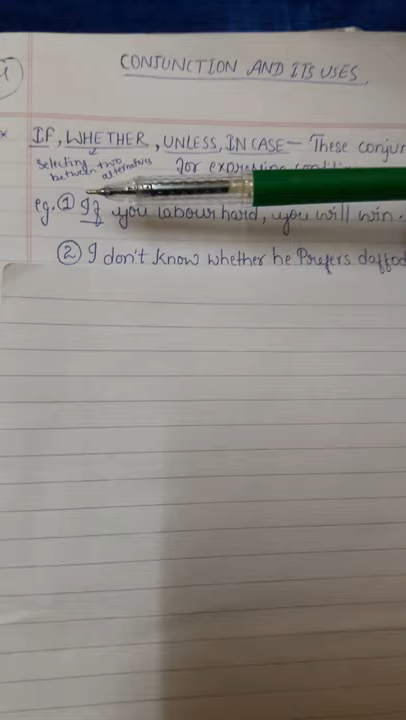 CONJUNCTION AND ITS USES
IF, WHETHER, UNLESS, IN CASE — These conjun
selecting two
between alternatives
for expressing
eg. ① If you labour hard, you will win.
② I don't know whether he Prefers daffod